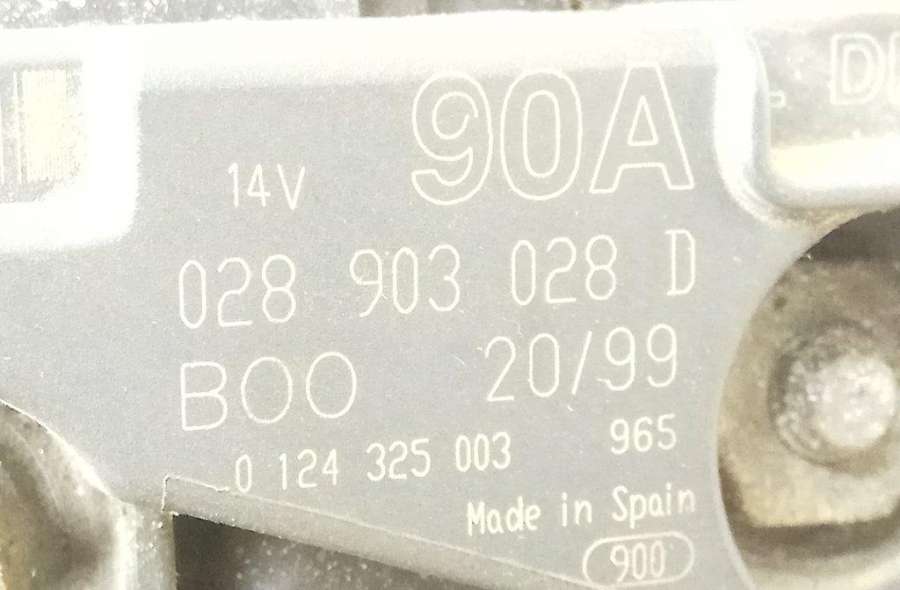 90A
14V
028 903 028 D
BOO 20/99
0 124 325 003 965
Made in Spain
900